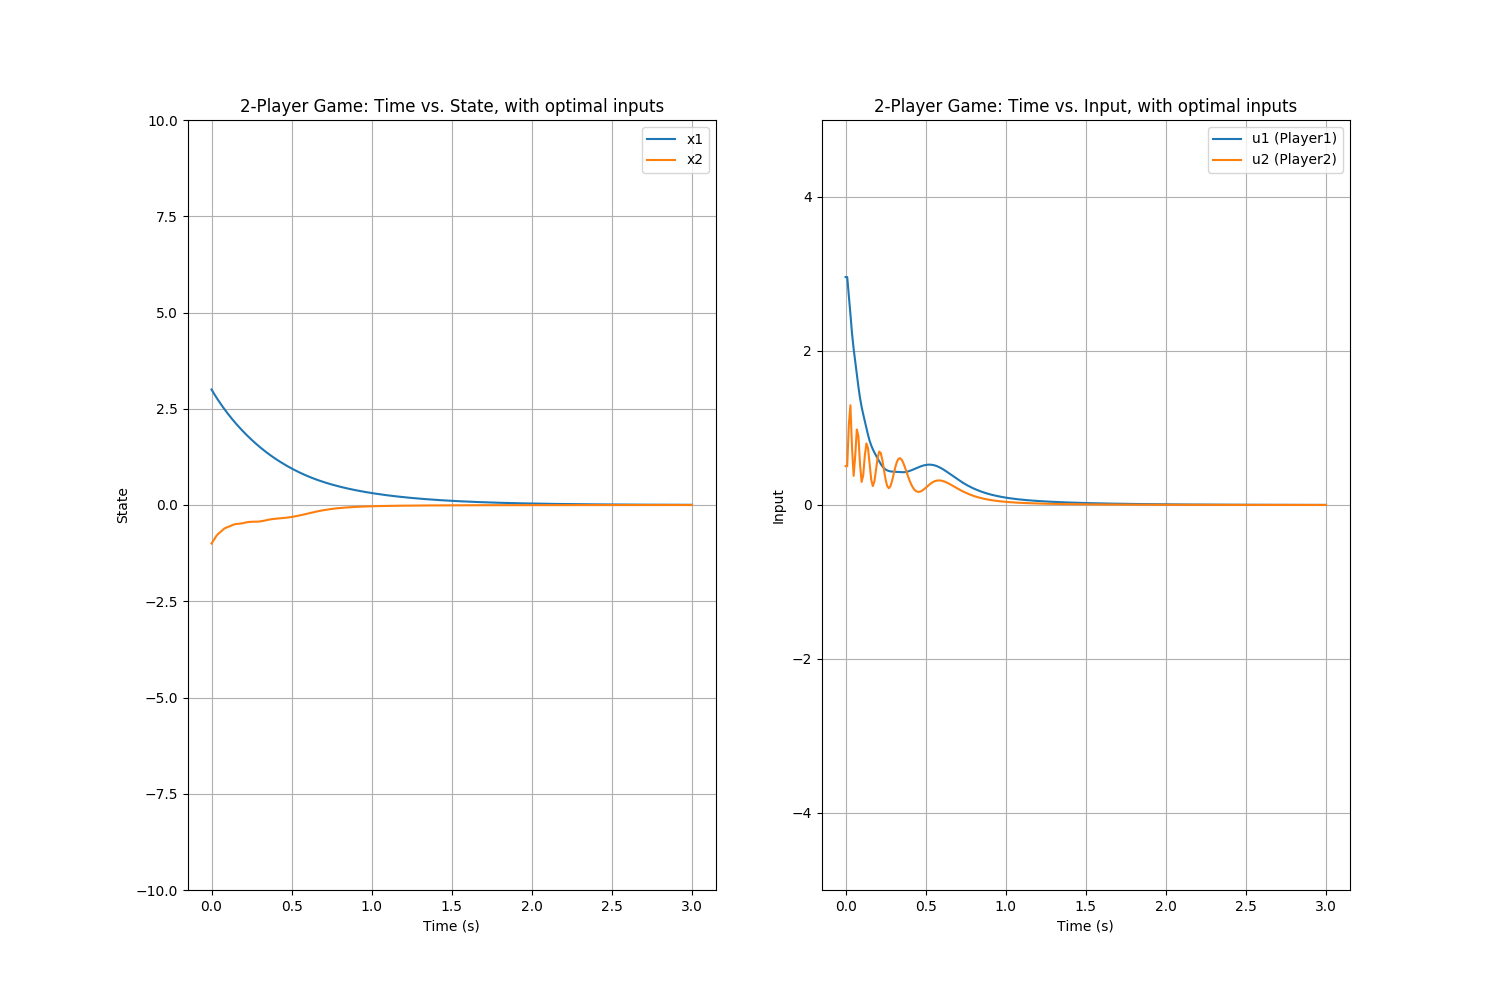 2-Player Game: Time vs. State, with optimal inputs
10.0
7.5
5.0
2.5
0.0
−2.5
−5.0
−7.5
−10.0
State
x1
x2
0.0 0.5 1.0 1.5 2.0 2.5 3.0
Time (s)
2-Player Game: Time vs. Input, with optimal inputs
4
2
0
−2
−4
Input
u1 (Player1)
u2 (Player2)
0.0 0.5 1.0 1.5 2.0 2.5 3.0
Time (s)